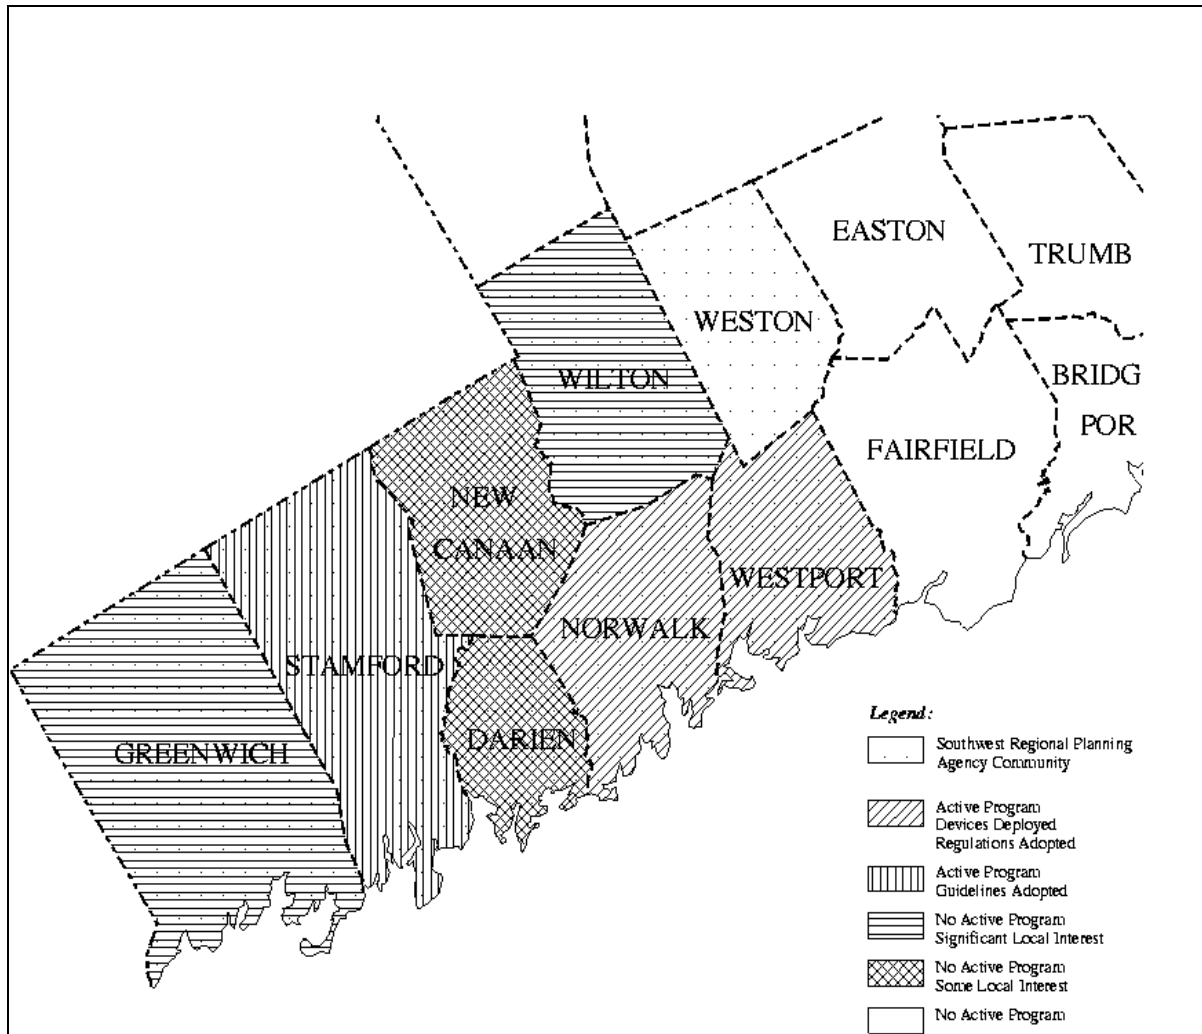 EASTON
TRUMB
WESTON
WILTON
BRIDG
POR
FAIRFIELD
NEW
CANAAN
WESTPORT
NORWALK
STAMFORD
DARIEN
GREENWICH
Legend:
Southwest Regional Planning
Agency Community
Active Program
Devices Deployed
Regulations Adopted
Active Program
Guidelines Adopted
No Active Program
Significant Local Interest
No Active Program
Some Local Interest
No Active Program